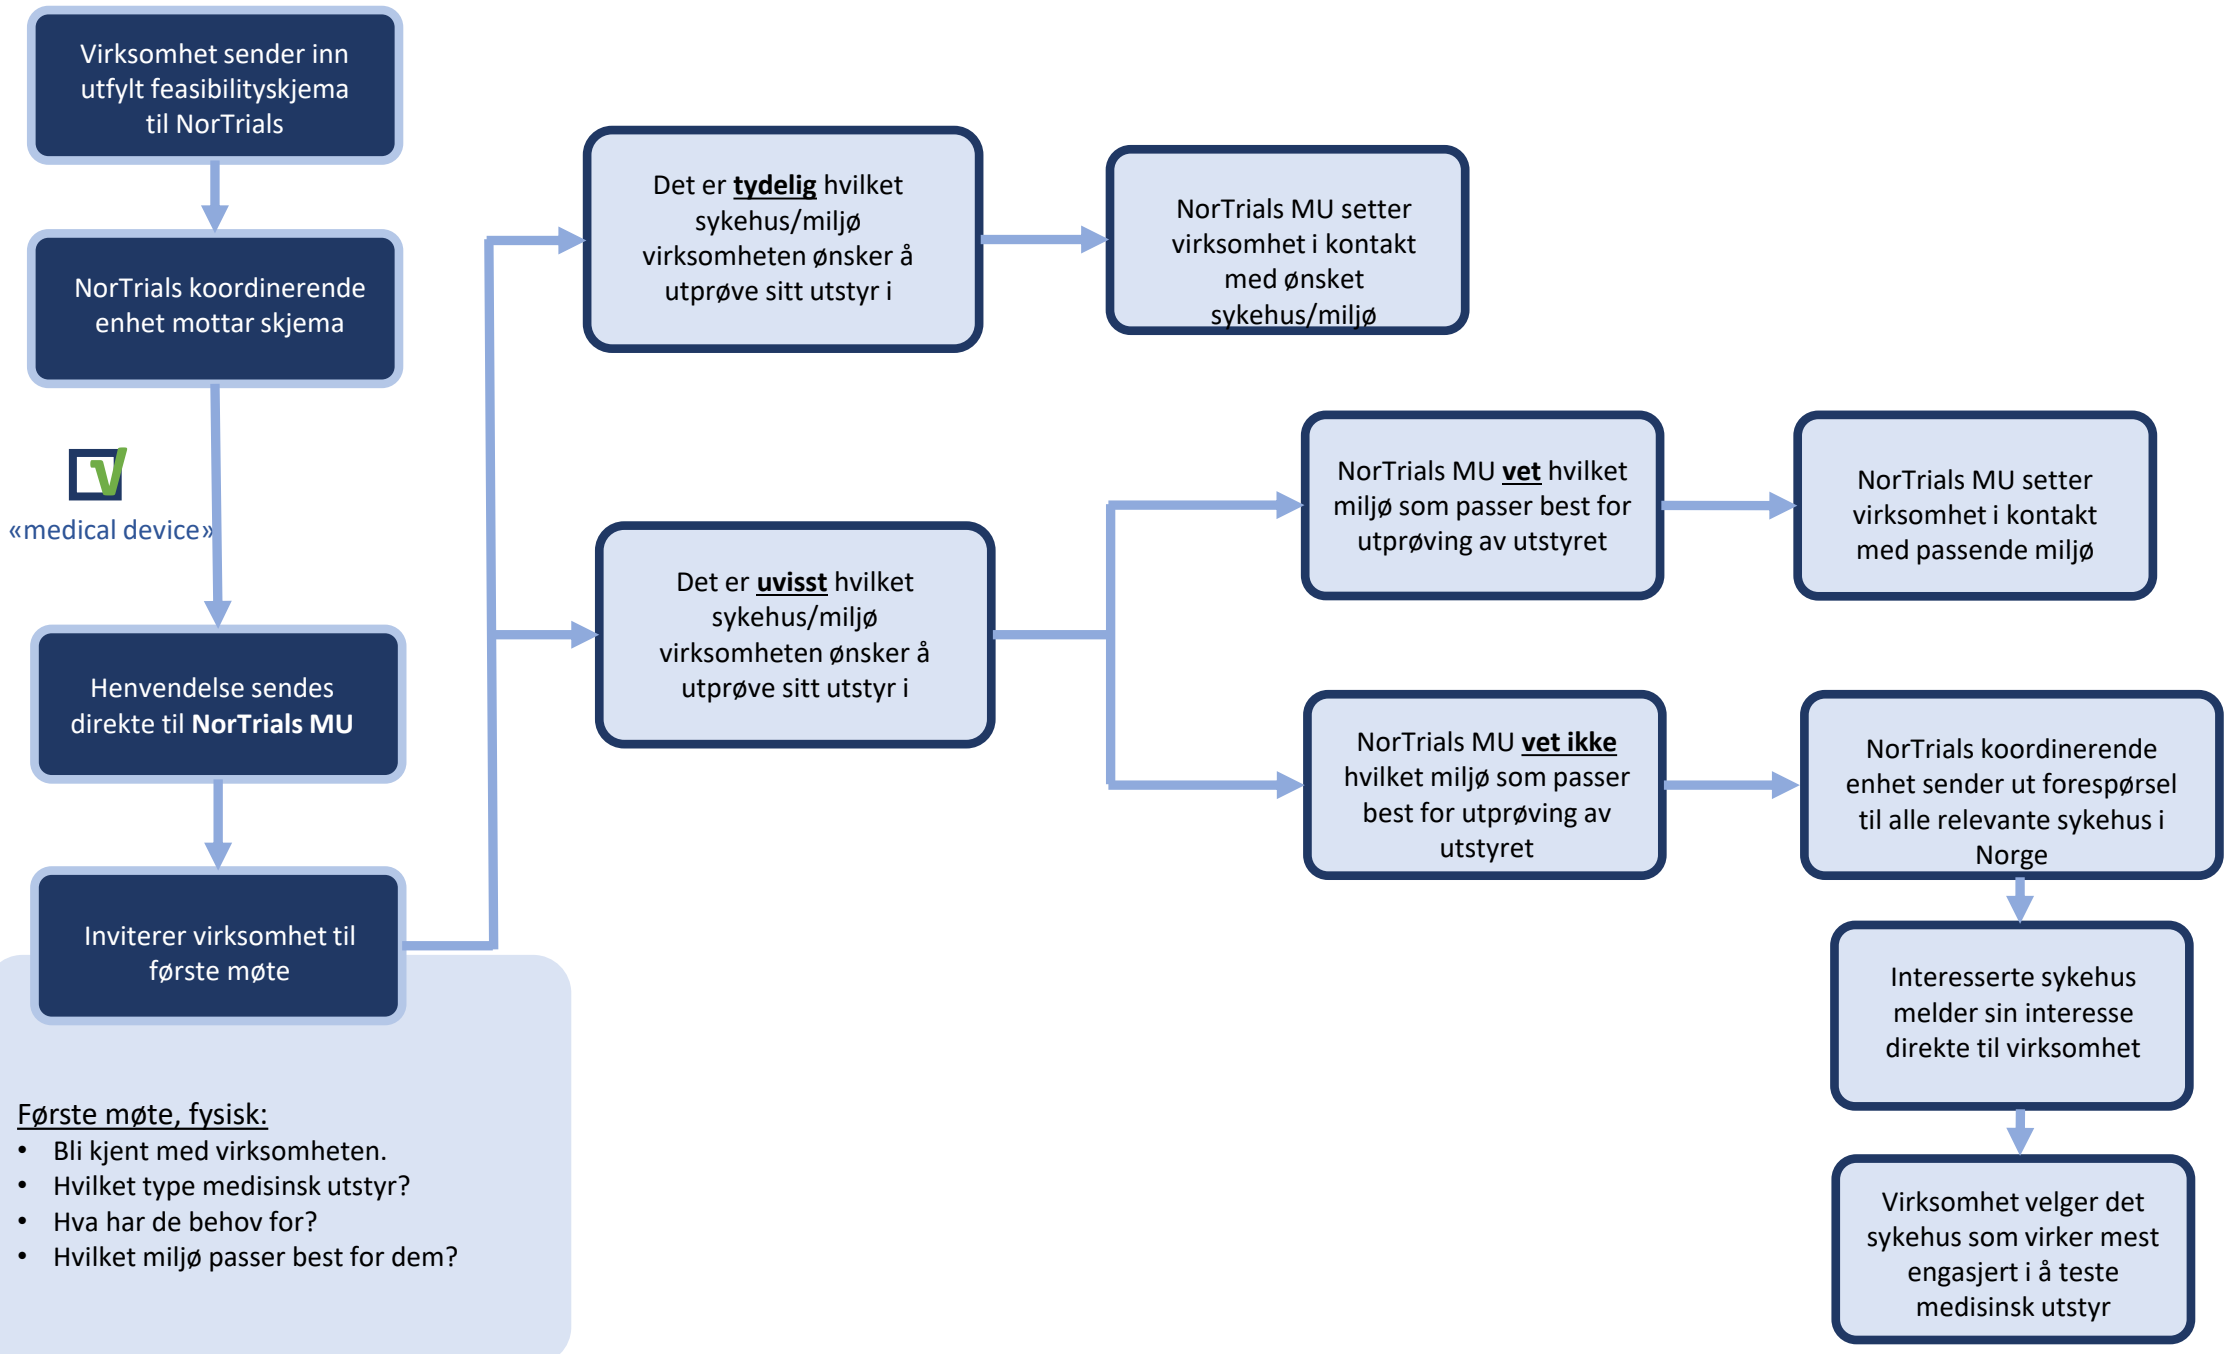 Virksomhet sender inn
utfylt feasibilityskjema
til NorTrials
NorTrials koordinerende
enhet mottar skjema
«medical device»
Henvendelse sendes
direkte til NorTrials MU
Inviterer virksomhet til
første møte
Første møte, fysisk:
• Bli kjent med virksomheten.
• Hvilket type medisinsk utstyr?
• Hva har de behov for?
• Hvilket miljø passer best for dem?
Det er tydelig hvilket
sykehus/miljø
virksomheten ønsker å
utprøve sitt utstyr i
NorTrials MU setter
virksomhet i kontakt
med ønsket
sykehus/miljø
Det er uvisst hvilket
sykehus/miljø
virksomheten ønsker å
utprøve sitt utstyr i
NorTrials MU vet hvilket
miljø som passer best for
utprøving av utstyret
NorTrials MU setter
virksomhet i kontakt
med passende miljø
NorTrials MU vet ikke
hvilket miljø som passer
best for utprøving av
utstyret
NorTrials koordinerende
enhet sender ut forespørsel
til alle relevante sykehus i
Norge
Interesserte sykehus
melder sin interesse
direkte til virksomhet
Virksomhet velger det
sykehus som virker mest
engasjert i å teste
medisinsk utstyr